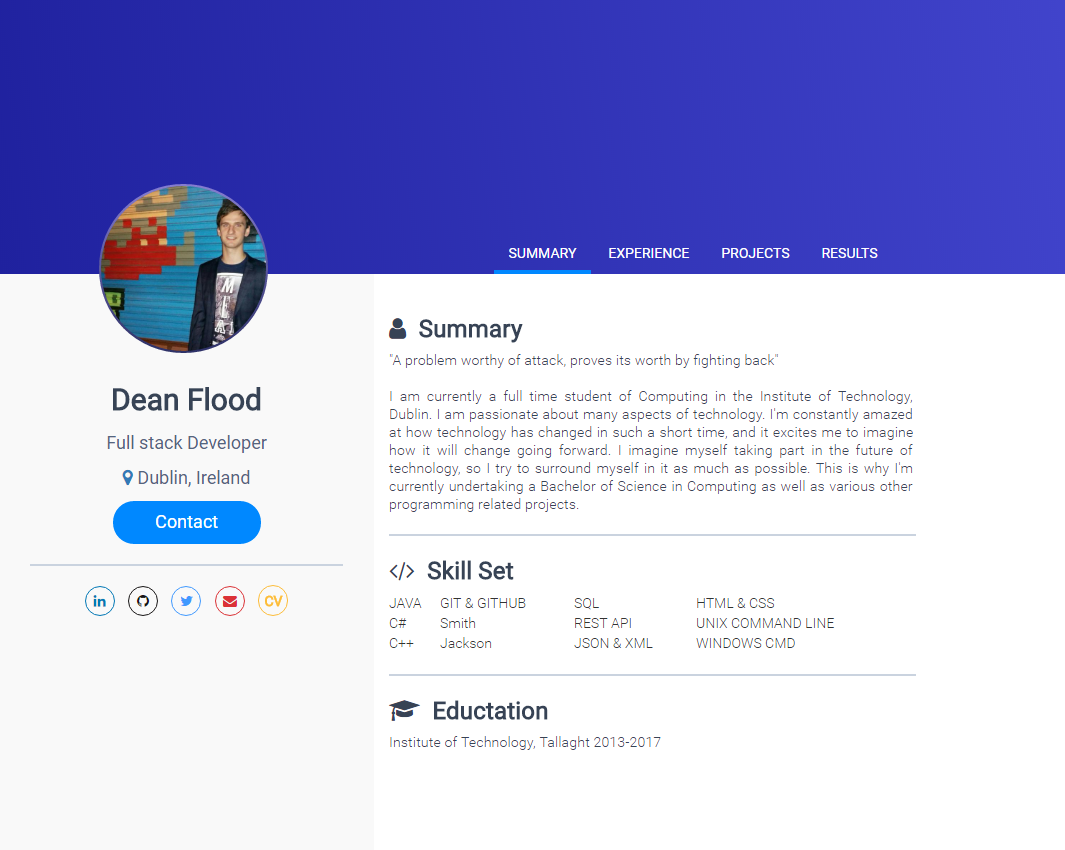 SUMMARY EXPERIENCE PROJECTS RESULTS
Dean Flood
Full stack Developer
Dublin, Ireland
Contact
in CV
Summary
"A problem worthy of attack, proves its worth by fighting back"
I am currently a full time student of Computing in the Institute of Technology,
Dublin. I am passionate about many aspects of technology. I'm constantly amazed
at how technology has changed in such a short time, and it excites me to imagine
how it will change going forward. I imagine myself taking part in the future of
technology, so I try to surround myself in it as much as possible. This is why I'm
currently undertaking a Bachelor of Science in Computing as well as various other
programming related projects.
</> Skill Set
JAVA GIT & GITHUB SQL HTML & CSS
C# Smith REST API UNIX COMMAND LINE
C++ Jackson JSON & XML WINDOWS CMD
Eductation
Institute of Technology, Tallaght 2013-2017